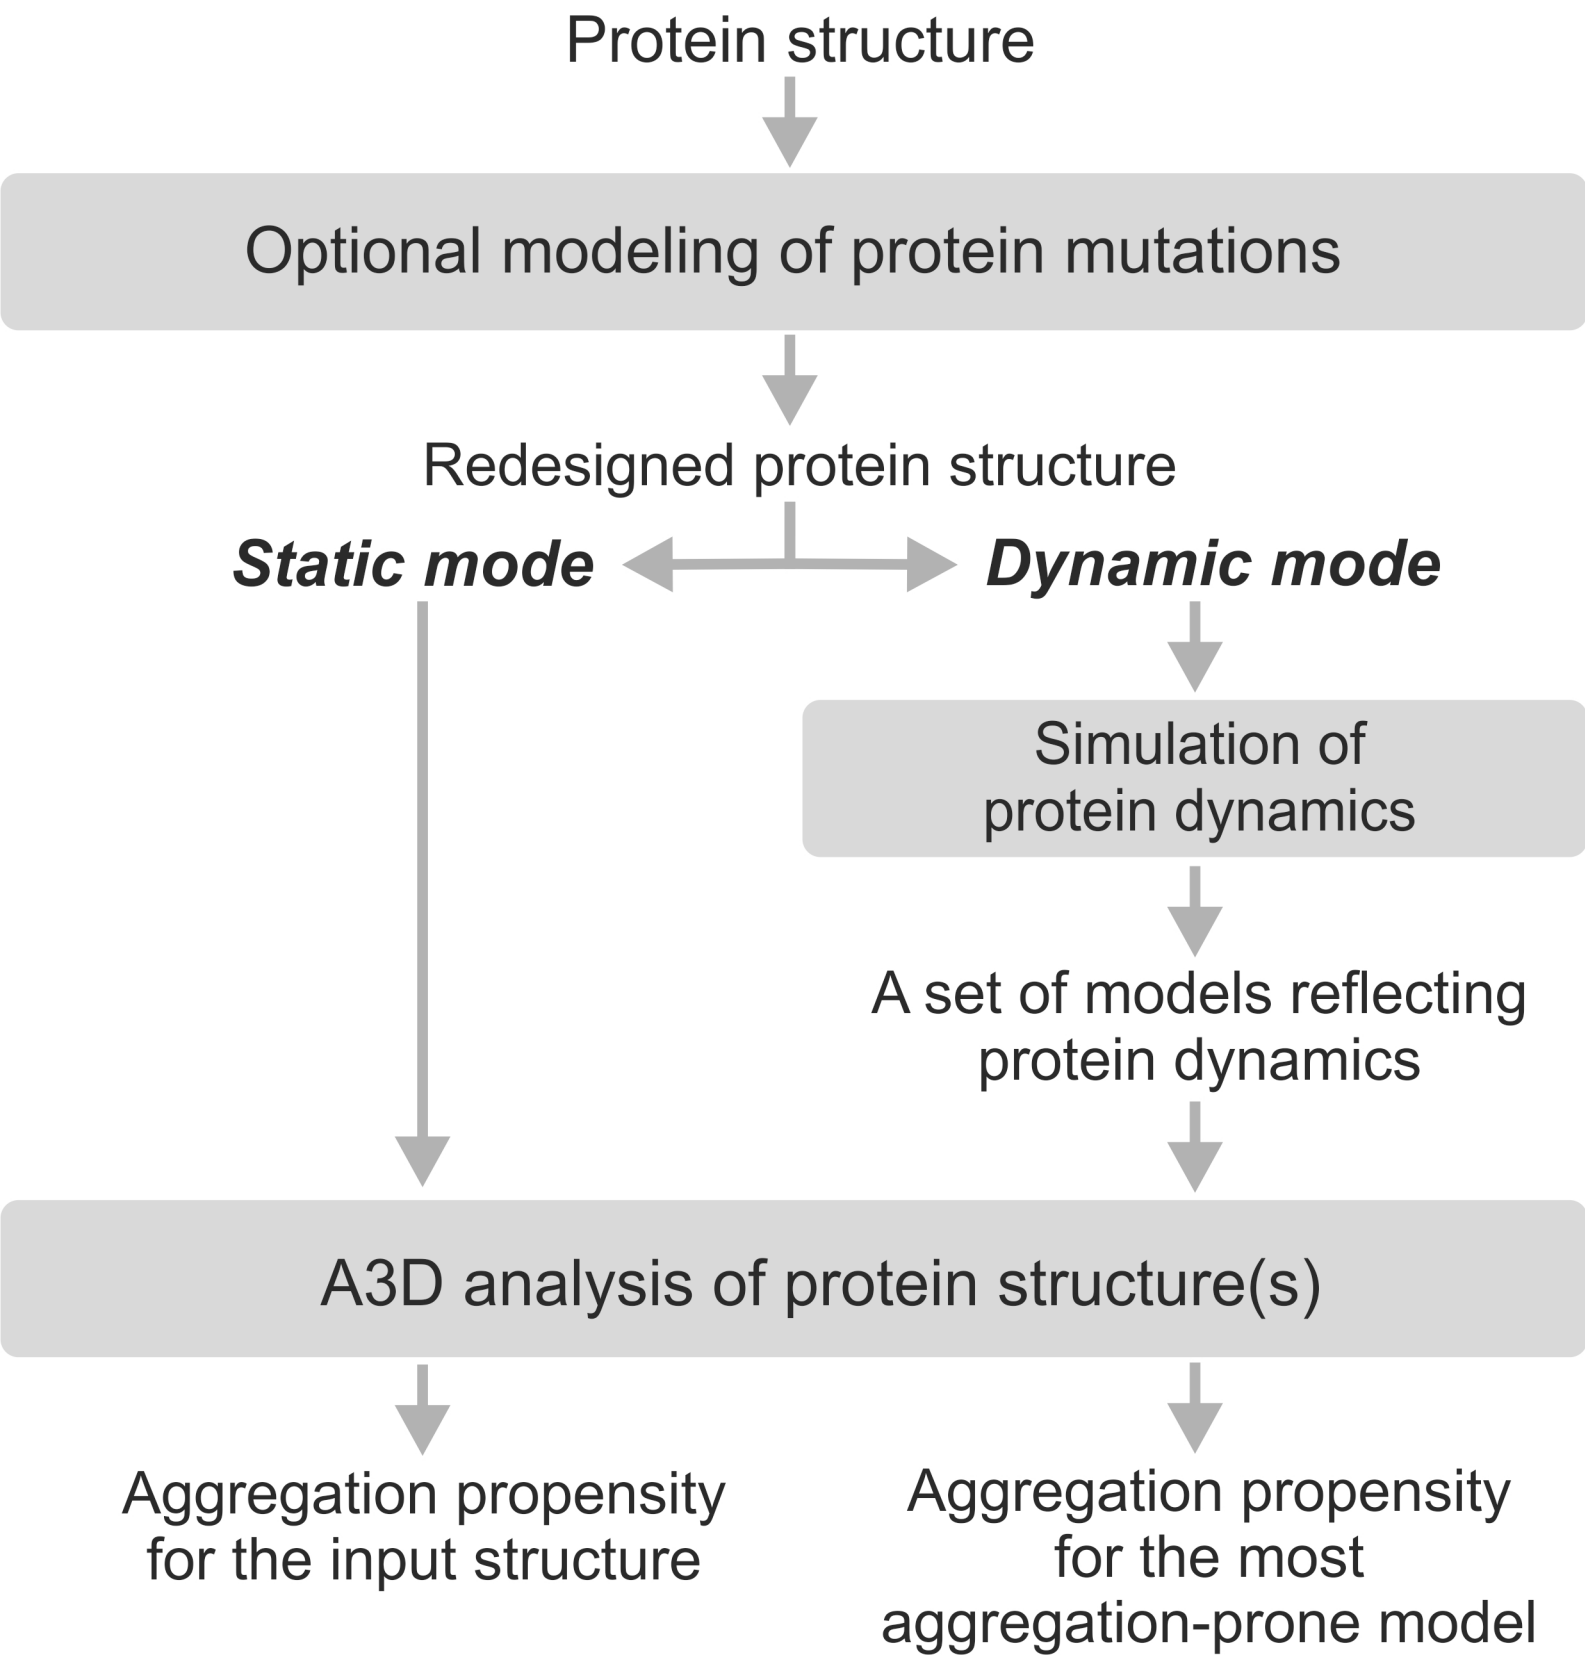 Protein structure
Optional modeling of protein mutations
Redesigned protein structure
Static mode
Dynamic mode
Simulation of
protein dynamics
A set of models reflecting
protein dynamics
A3D analysis of protein structure(s)
Aggregation propensity
for the input structure
Aggregation propensity
for the most
aggregation-prone model